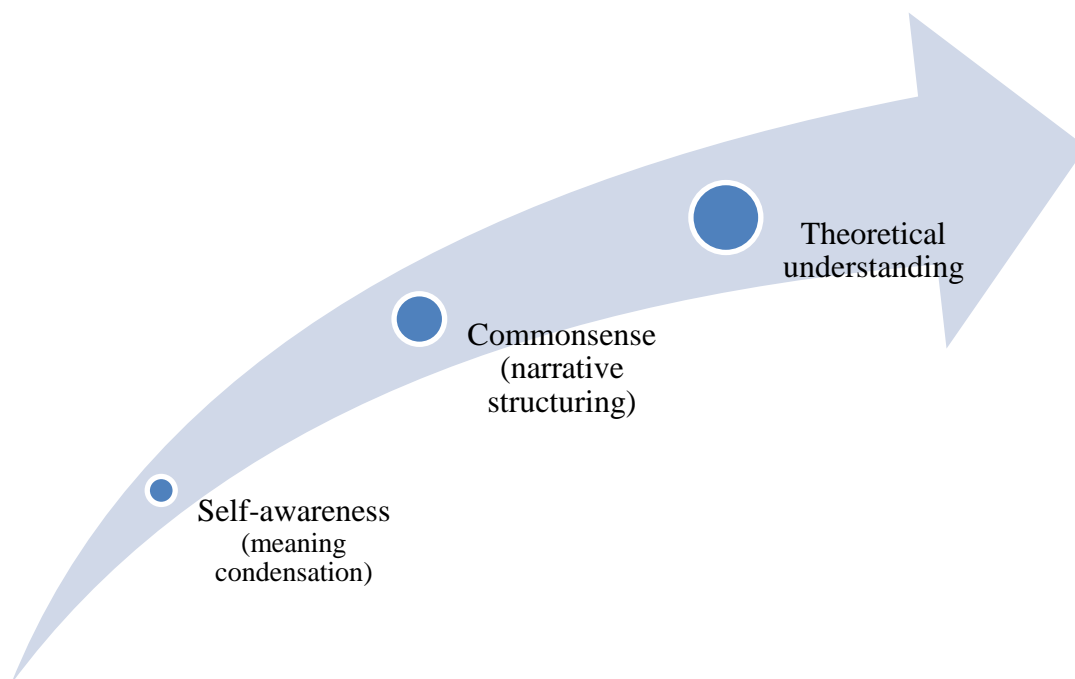 Theoretical
understanding
Commonsense
(narrative
structuring)
Self-awareness
(meaning
condensation)